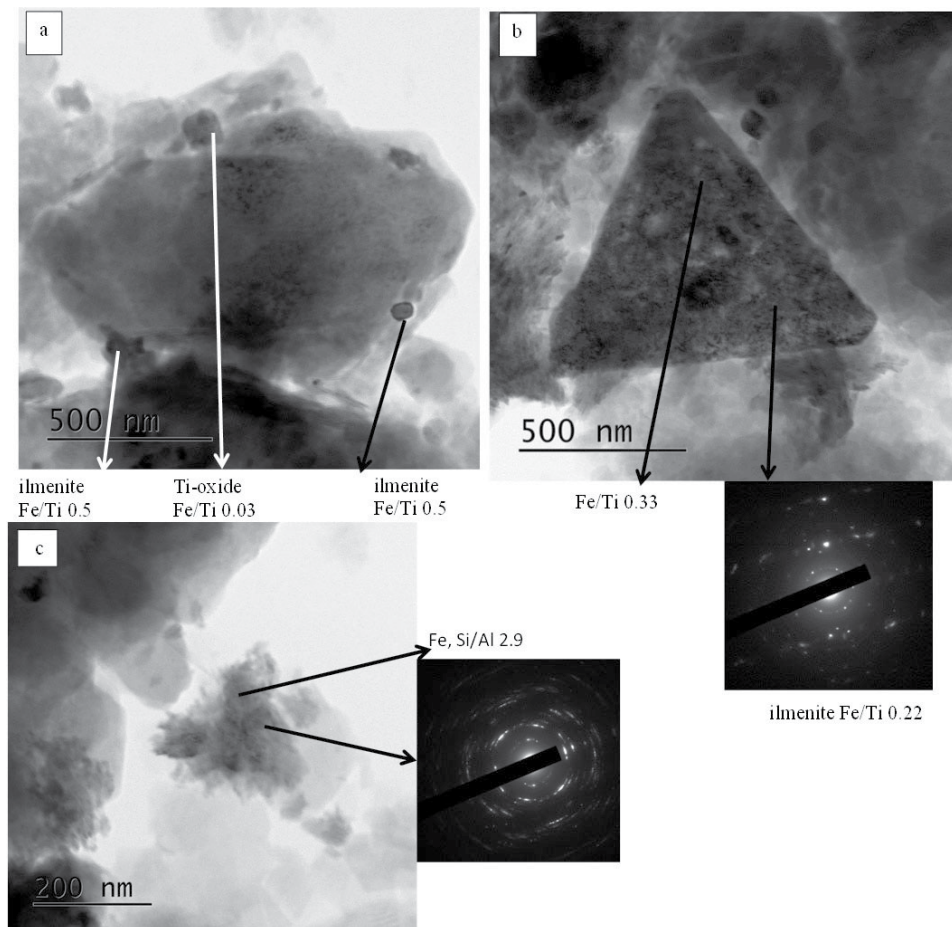 a
b
500 nm
500 nm
ilmenite
Fe/Ti 0.5
Ti-oxide
Fe/Ti 0.03
ilmenite
Fe/Ti 0.5
Fe/Ti 0.33
c
Fe, Si/Al 2.9
ilmenite Fe/Ti 0.22
200 nm